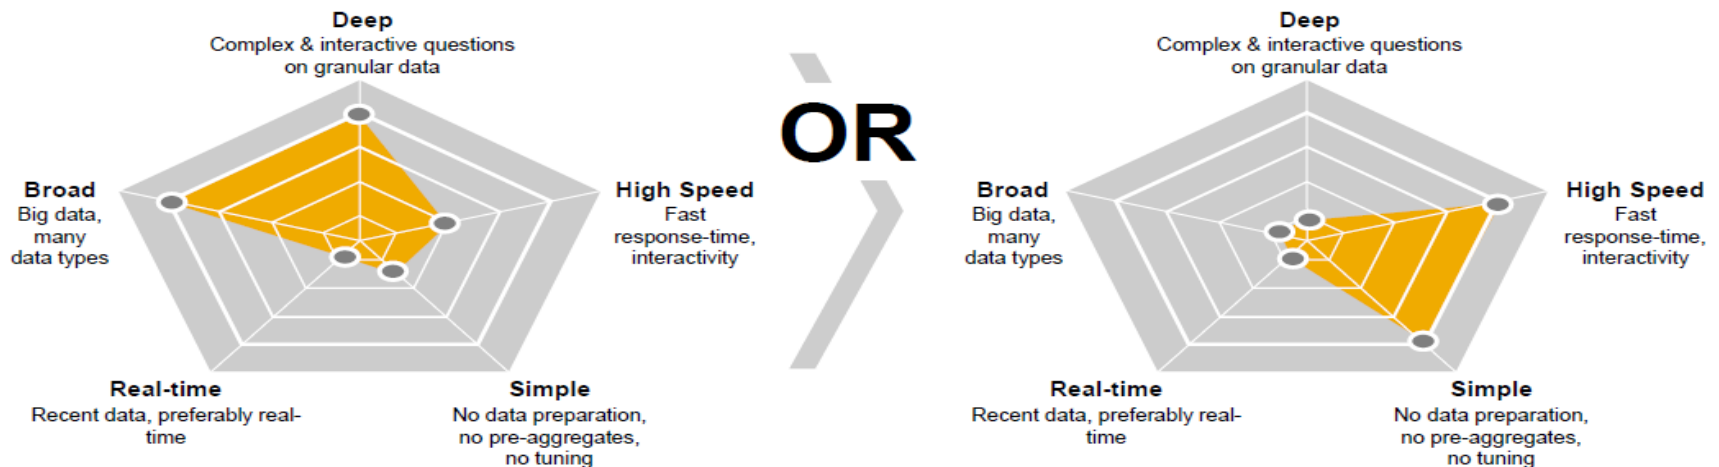 Deep
Complex & interactive questions
on granular data
Broad
Big data,
many
data types
High Speed
Fast
response-time,
interactivity
Real-time
Recent data, preferably real-
time
Simple
No data preparation,
no pre-aggregates,
no tuning
OR
Deep
Complex & interactive questions
on granular data
Broad
Big data,
many
data types
High Speed
Fast
response-time,
interactivity
Real-time
Recent data, preferably real-
time
Simple
No data preparation,
no pre-aggregates,
no tuning